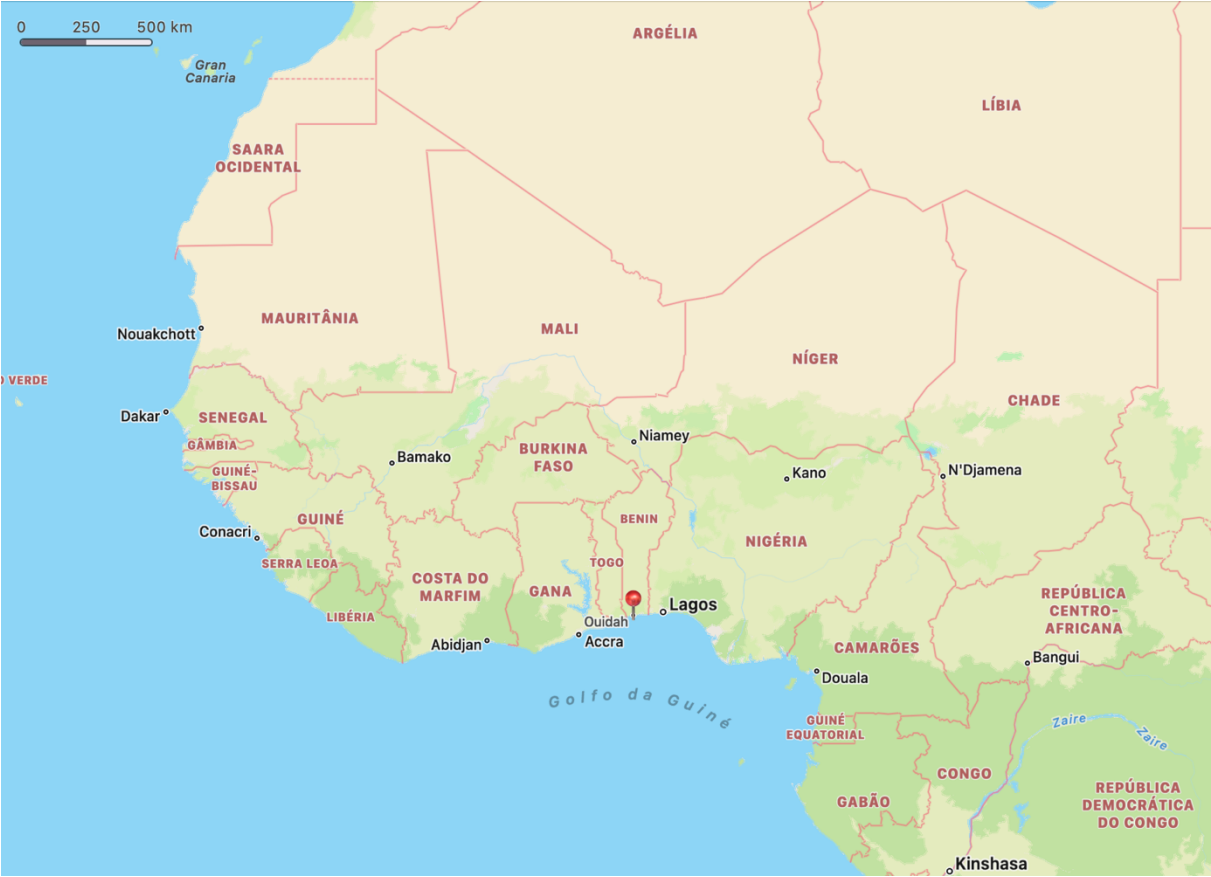 0 250 500 km
Gran
Canaria
ARGÉLIA
LÍBIA
SAARA
OCIDENTAL
MAURITÂNIA
MALI
NÍGER
CHADE
Nouakchott
O VERDE
Dakar
SENEGAL
GÂMBIA
GUINÉ-
BISSAU
Bamako
BURKINA
FASO
Niamey
Kano
N'Djamena
Conacri
GUINÉ
SERRA LEOA
LIBÉRIA
COSTA DO
MARFIM
GANA
TOGO
BENIN
NIGÉRIA
Lagos
Ouidah
Accra
Abidjan
REPÚBLICA
CENTRO-
AFRICANA
CAMARÕES
Bangui
Douala
Golfo da Guiné
GUINÉ
EQUATORIAL
Zaire
Zaire
CONGO
GABÃO
REPÚBLICA
DEMOCRÁTICA
DO CONGO
Kinshasa